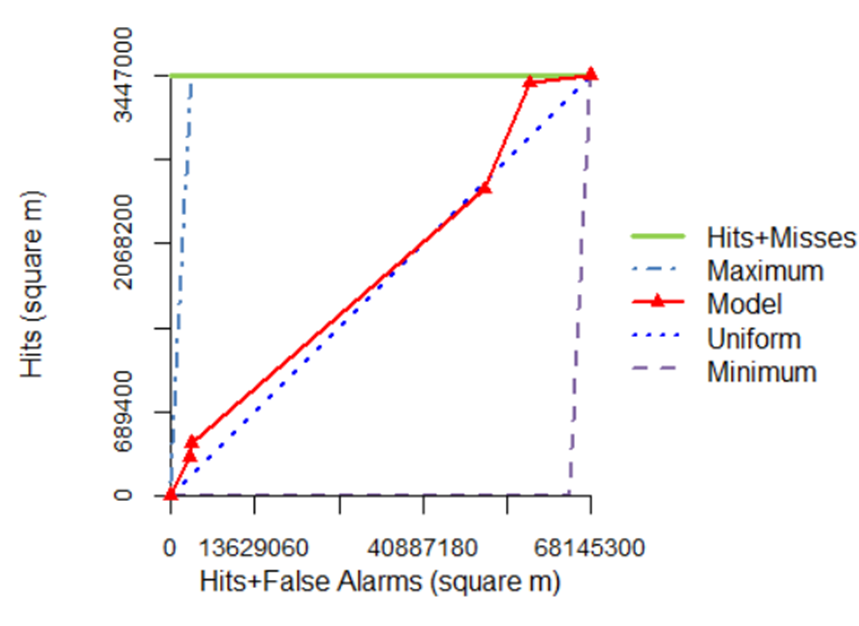 Hits (square m)
3447000
2068200
689400
0
0 13629060 40887180 68145300
Hits+False Alarms (square m)
Hits+Misses
Maximum
Model
Uniform
Minimum